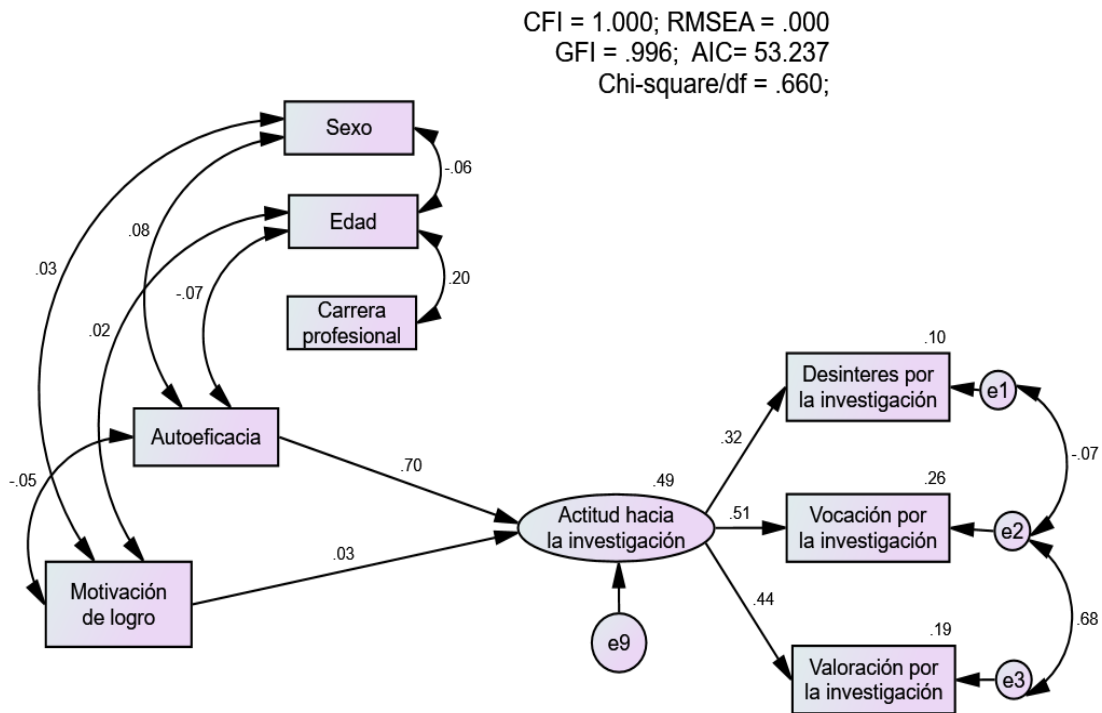 CFI = 1.000; RMSEA = .000
GFI = .996; AIC= 53.237
Chi-square/df = .660;
Sexo
-.06
Edad
.08
.03
-.07
.20
.02
Carrera
profesional
.10
Desinteres por
la investigación
e1
Autoeficacia
.32
-.07
-.05
.70
.49
.26
Actitud hacia
la investigación
.51
Vocación por
la investigación
e2
.03
Motivación
de logro
.44
.68
.19
e9
Valoración por
la investigación
e3